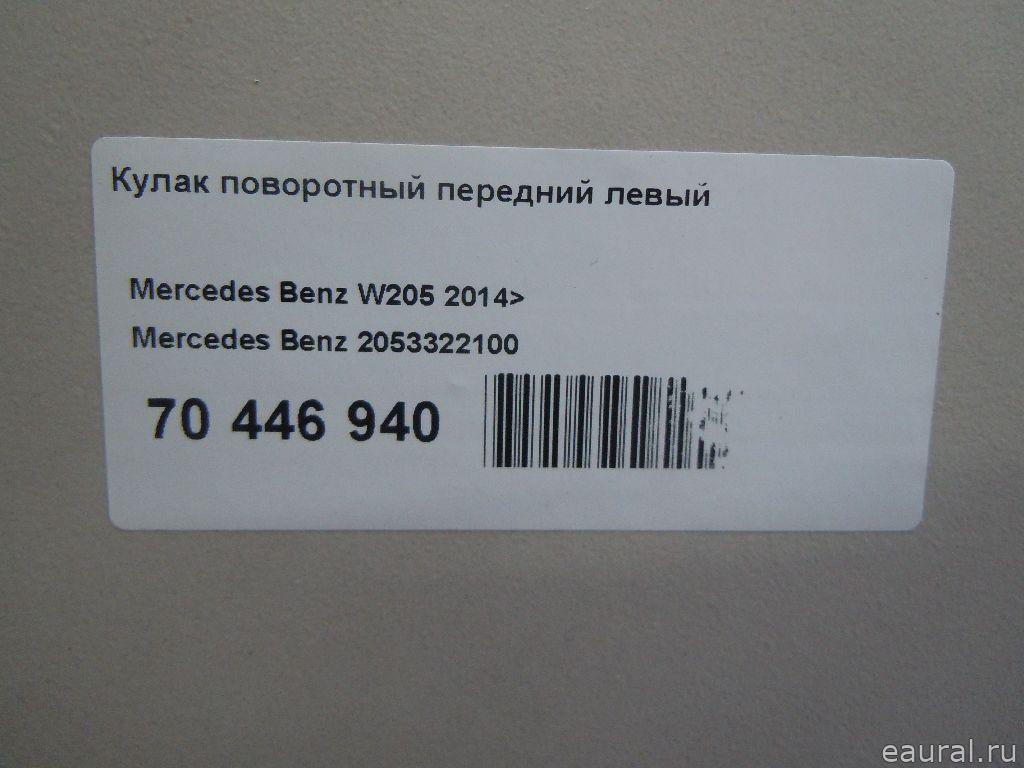 Кулак поворотный передний левый
Mercedes Benz W205 2014>
Mercedes Benz 2053322100
70 446 940
eaural.ru